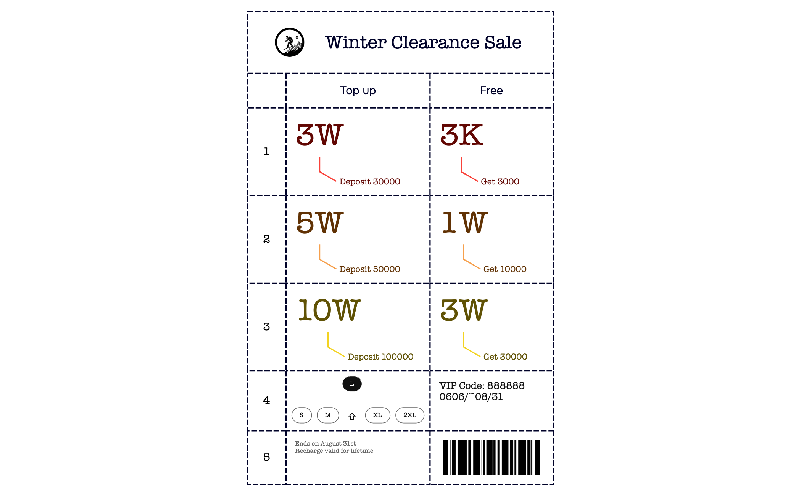 Winter Clearance Sale
Top up
Free
1
3W
Deposit 30000
3K
Get 3000
2
5W
Deposit 50000
1W
Get 10000
3
10W
Deposit 100000
3W
Get 30000
4
S
M
XL
2XL
VIP Code: 888888
0606/~08/31
5
Ends on August 31st
Recharge valid for lifetime